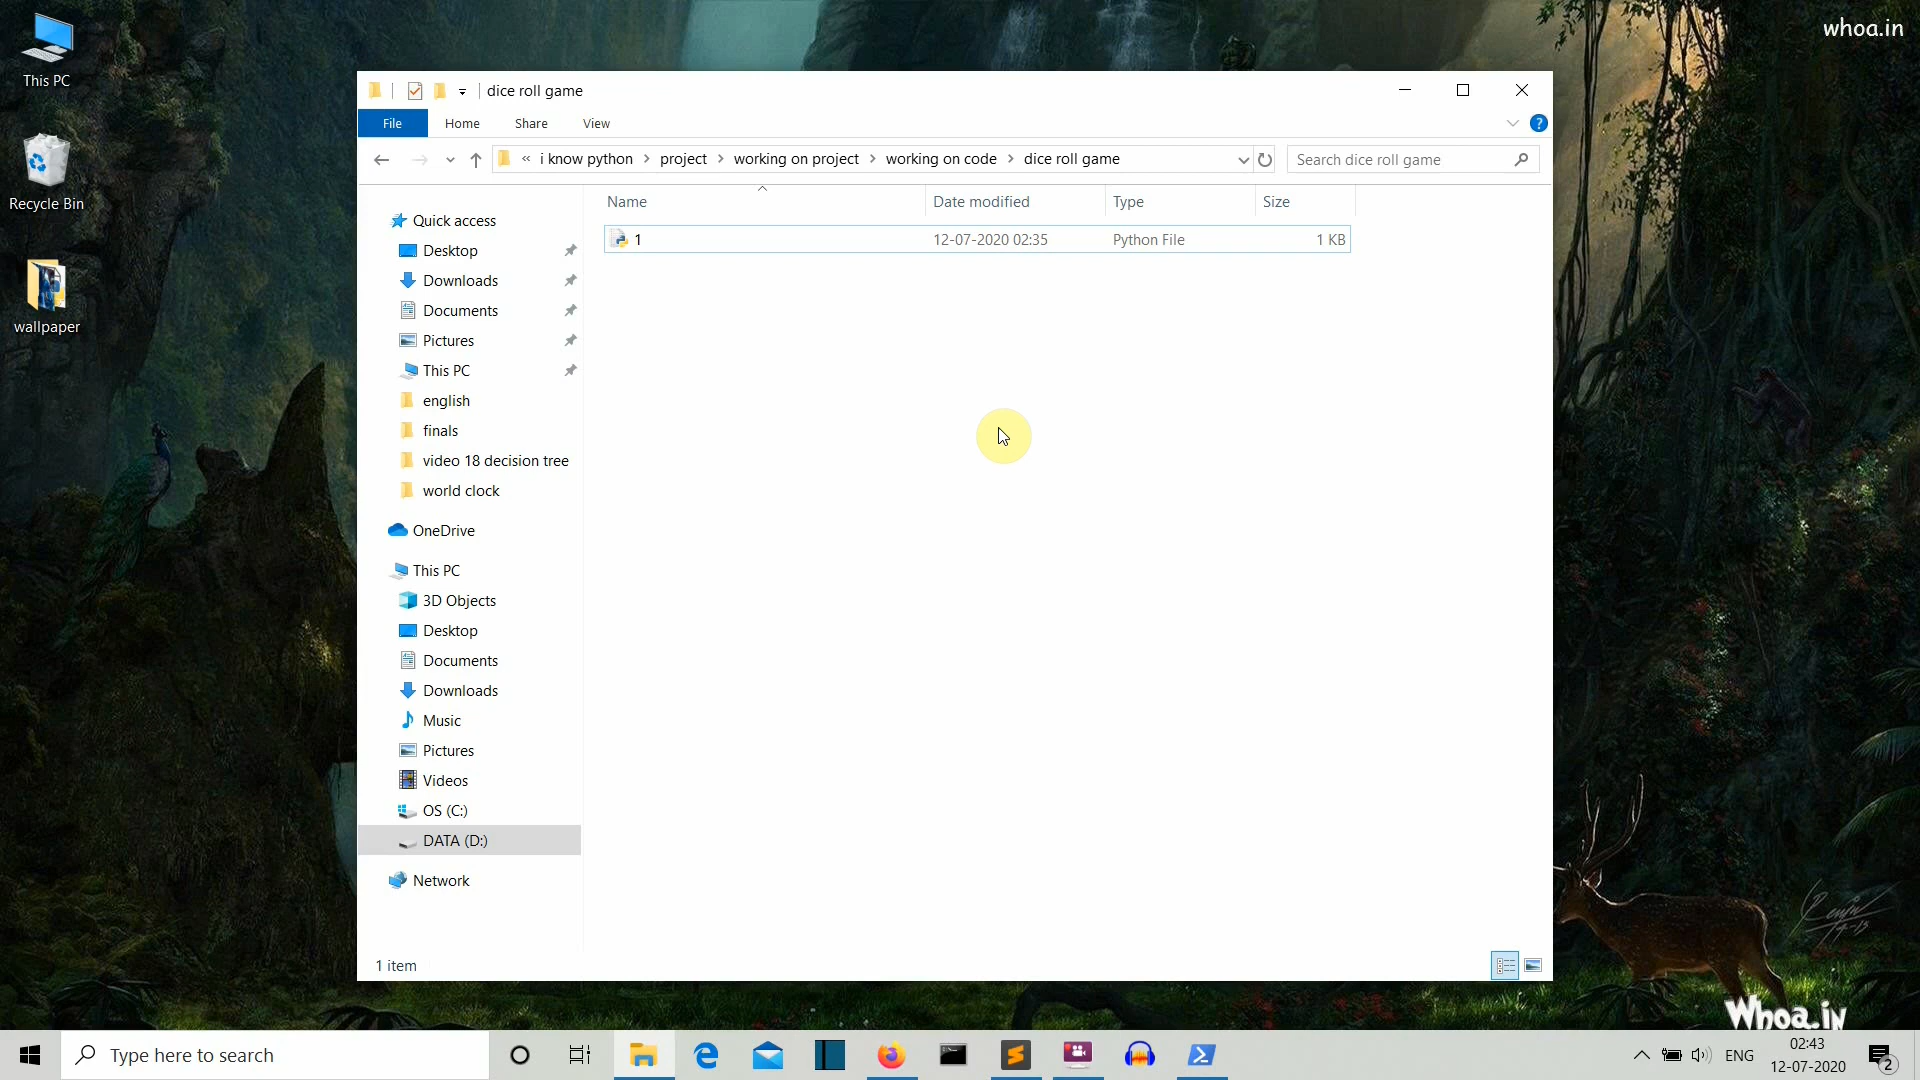 whoa.in
This PC
Recycle Bin
wallpaper
dice roll game
File Home Share View
« i know python > project > working on project > working on code > dice roll game
Search dice roll game
Name Date modified Type Size
1 12-07-2020 02:35 Python File 1 KB
Quick access
Desktop
Downloads
Documents
Pictures
This PC
english
finals
video 18 decision tree
world clock
OneDrive
This PC
3D Objects
Desktop
Documents
Downloads
Music
Pictures
Videos
OS (C:)
DATA (D:)
Network
1 item
Whoa.in
Type here to search
ENG
02:43
12-07-2020
2